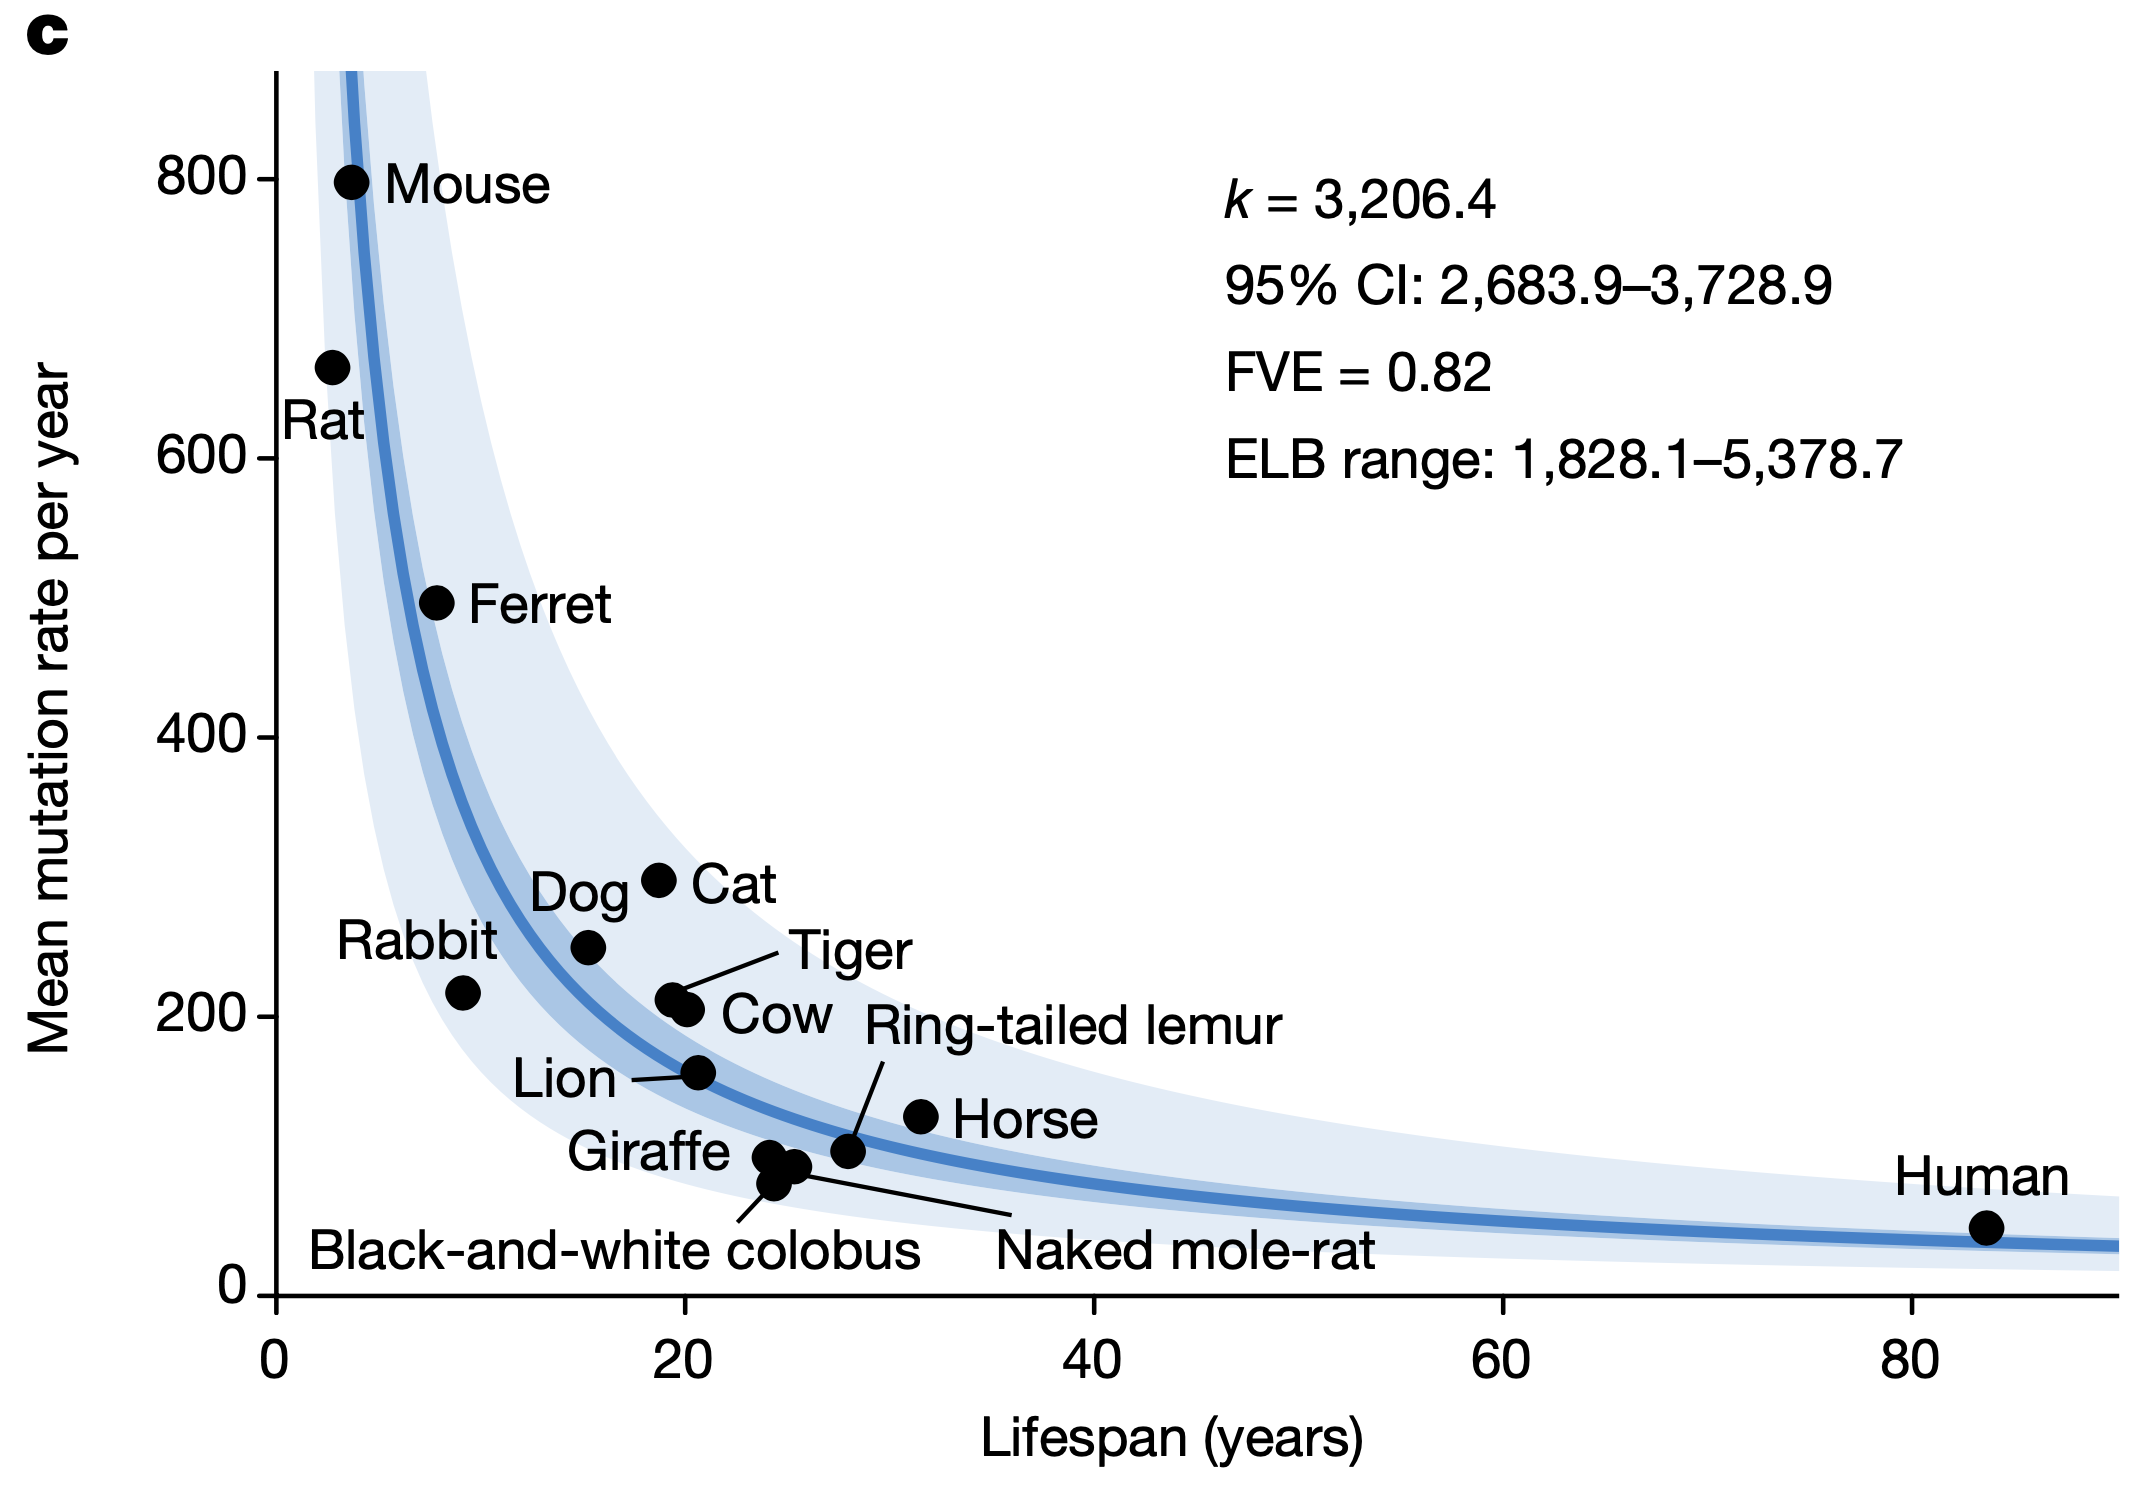 c
Mean mutation rate per year
800
600
400
200
0
Mouse
k = 3,206.4
95% CI: 2,683.9–3,728.9
FVE = 0.82
ELB range: 1,828.1–5,378.7
Rat
Ferret
Dog
Cat
Rabbit
Tiger
Cow
Ring-tailed lemur
Lion
Horse
Giraffe
Human
Black-and-white colobus
Naked mole-rat
0
20
40
60
80
Lifespan (years)